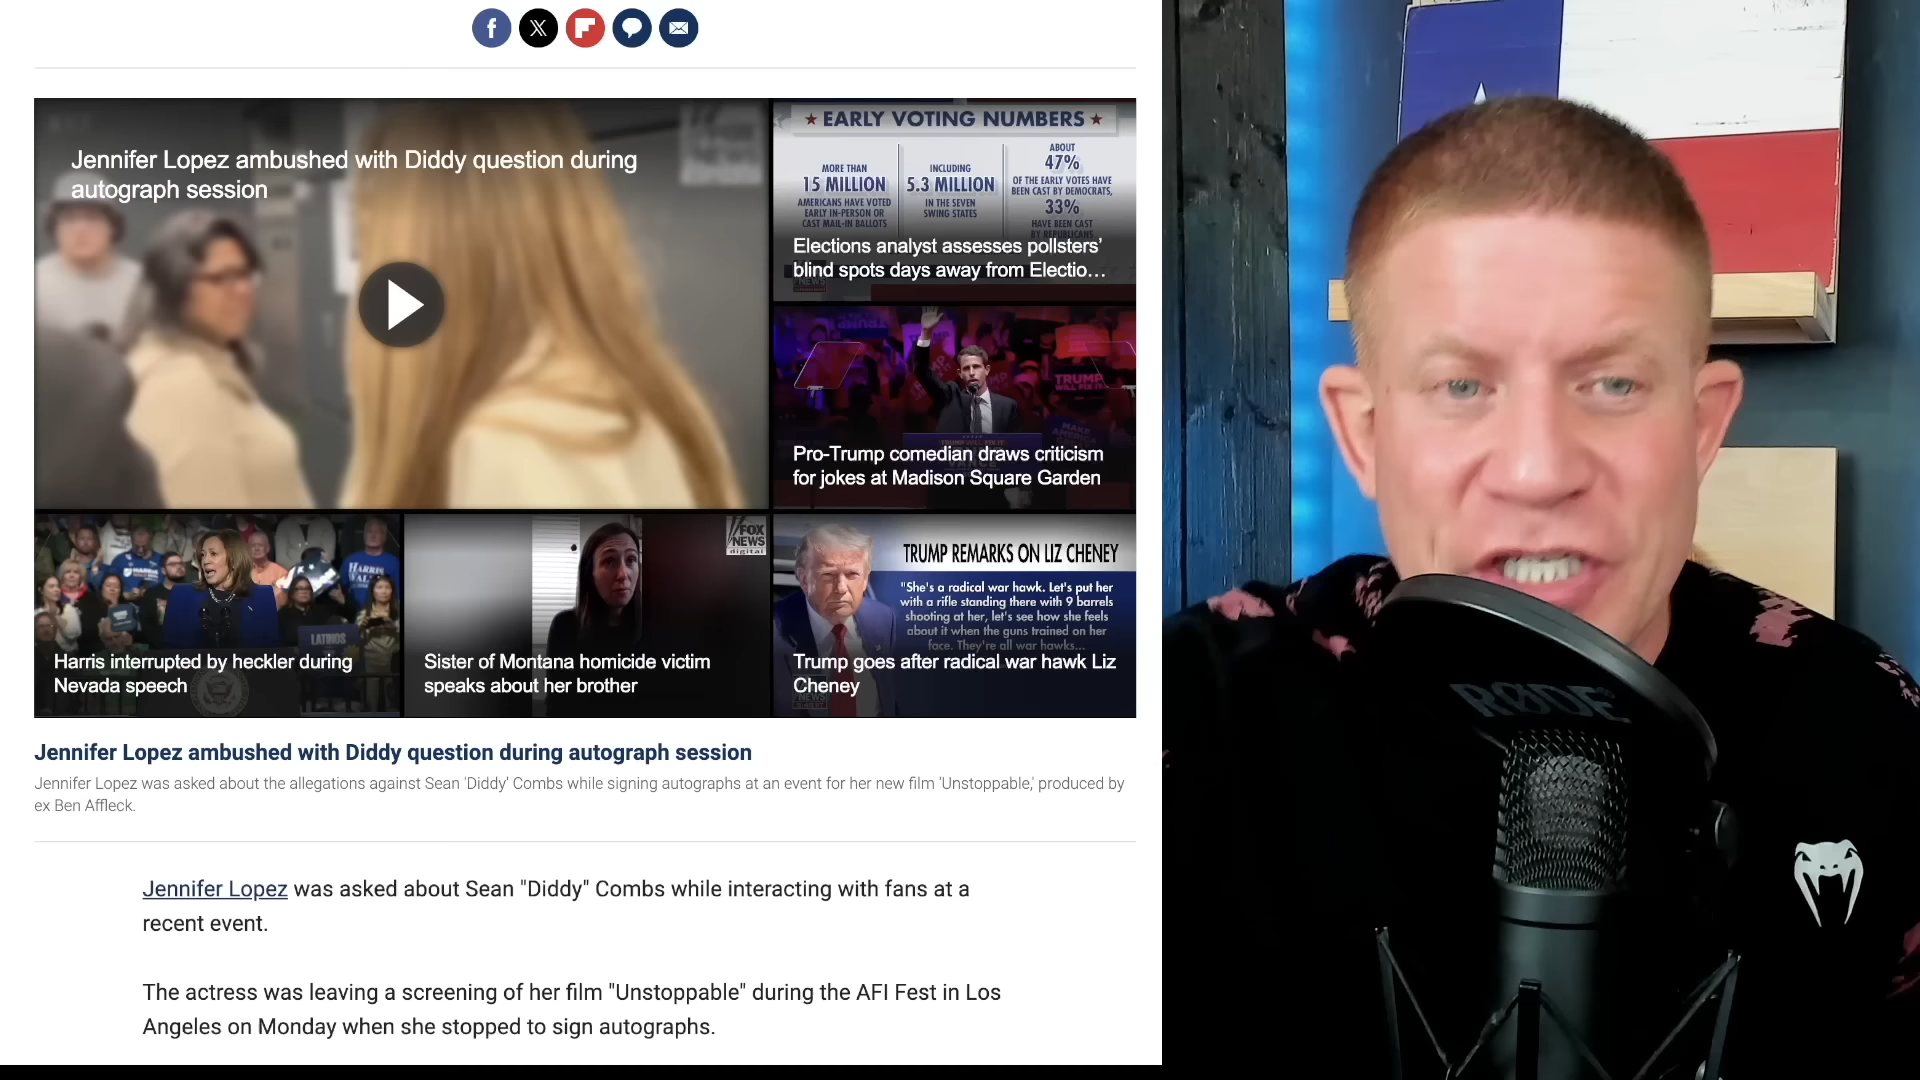 Jennifer Lopez ambushed with Diddy question during
autograph session
FOX
NEWS
★ EARLY VOTING NUMBERS ★
MORE THAN
15 MILLION
AMERICANS HAVE VOTED
EARLY IN-PERSON OR
CAST MAIL-IN BALLOTS
INCLUDING
5.3 MILLION
IN THE SEVEN
SWING STATES
ABOUT
47%
OF THE EARLY VOTES HAVE
BEEN CAST BY DEMOCRATS,
33%
HAVE BEEN CAST
BY REPUBLICANS
Elections analyst assesses pollsters'
blind spots days away from Electio…
TRUMP
WILL FIX IT
Pro-Trump comedian draws criticism
for jokes at Madison Square Garden
LATINOS
Harris interrupted by heckler during
Nevada speech
FOX
NEWS
digital
Sister of Montana homicide victim
speaks about her brother
TRUMP REMARKS ON LIZ CHENEY
"She's a radical war hawk. Let's put her
with a rifle standing there with 9 barrels
shooting at her, let's see how she feels
about it when the guns trained on her
face. They're all war hawks...
Trump goes after radical war hawk Liz
Cheney
Jennifer Lopez ambushed with Diddy question during autograph session
Jennifer Lopez was asked about the allegations against Sean 'Diddy' Combs while signing autographs at an event for her new film 'Unstoppable,' produced by
ex Ben Affleck.
Jennifer Lopez was asked about Sean "Diddy" Combs while interacting with fans at a
recent event.
The actress was leaving a screening of her film "Unstoppable" during the AFI Fest in Los
Angeles on Monday when she stopped to sign autographs.
RØDE